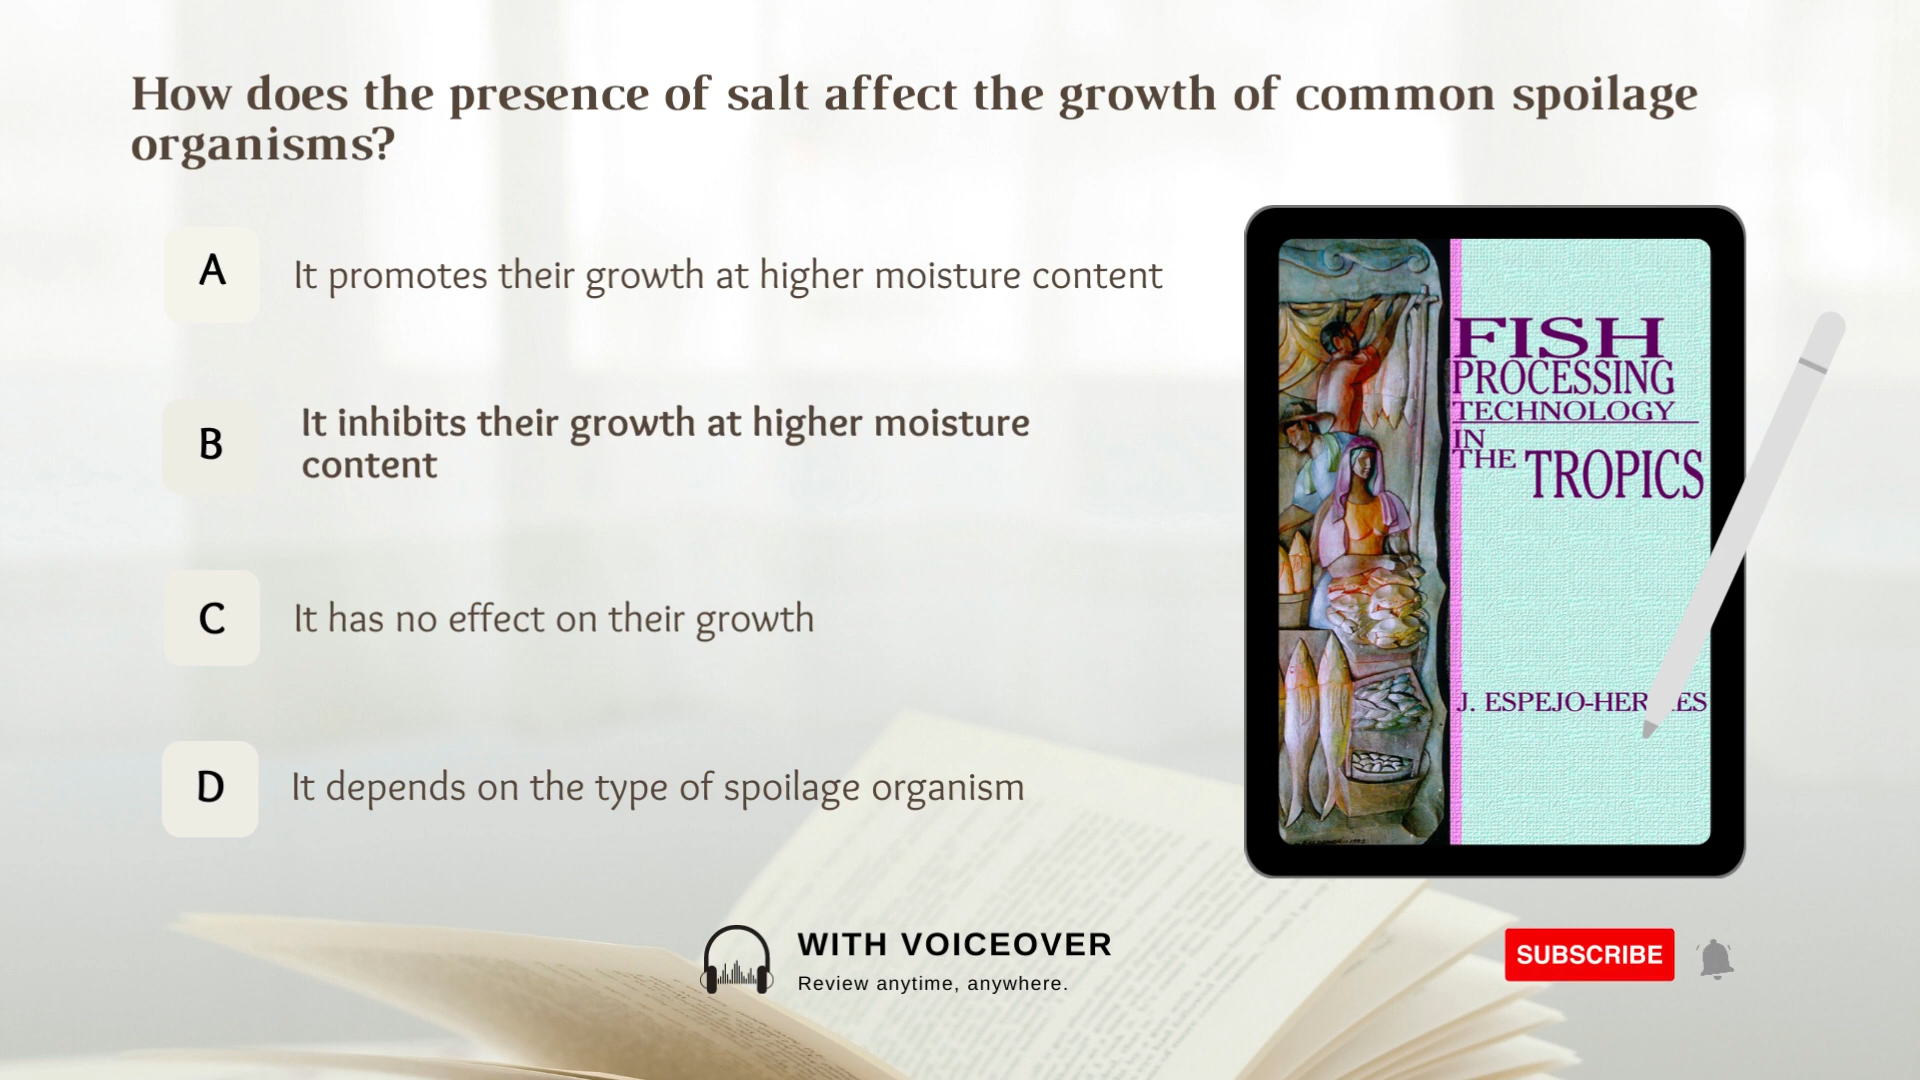 How does the presence of salt affect the growth of common spoilage
organisms?
A
It promotes their growth at higher moisture content
B
It inhibits their growth at higher moisture
content
C
It has no effect on their growth
D
It depends on the type of spoilage organism
FISH
PROCESSING
TECHNOLOGY
IN
THE TROPICS
J. ESPEJO-HER ES
WITH VOICEOVER
Review anytime, anywhere.
SUBSCRIBE